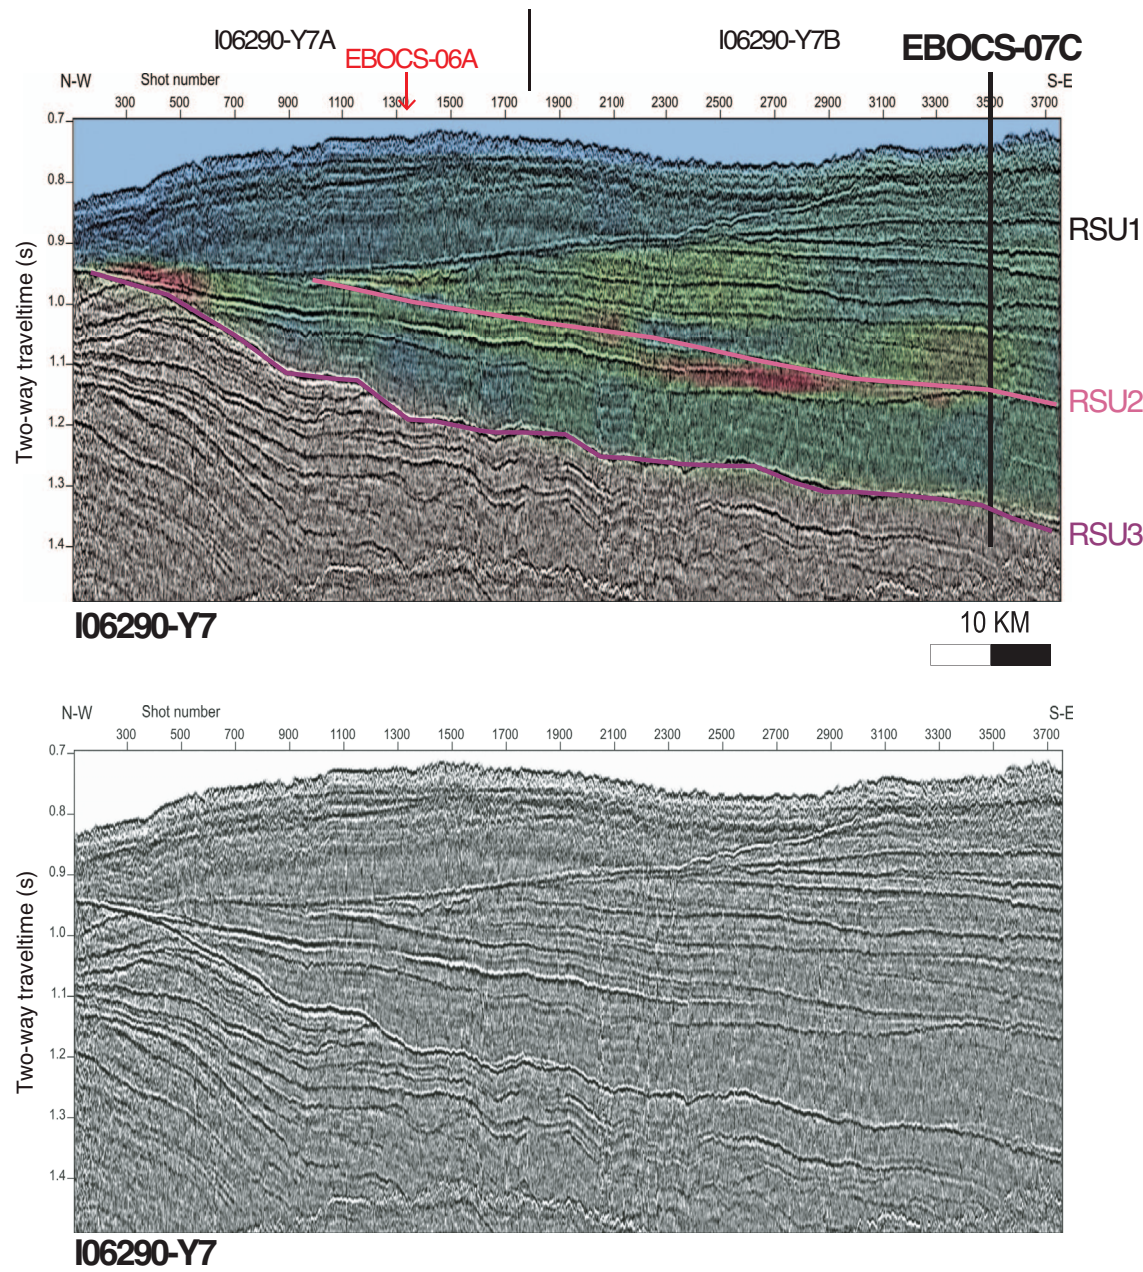 I06290-Y7A
I06290-Y7B
EBOCS-06A
EBOCS-07C
N-W
Shot number
S-E
300 500 700 900 1100 1300 1500 1700 1900 2100 2300 2500 2700 2900 3100 3300 3500 3700
0.7
0.8
0.9
1.0
1.1
1.2
1.3
1.4
Two-way traveltime (s)
RSU1
RSU2
RSU3
I06290-Y7
10 KM
N-W
Shot number
S-E
300 500 700 900 1100 1300 1500 1700 1900 2100 2300 2500 2700 2900 3100 3300 3500 3700
0.7
0.8
0.9
1.0
1.1
1.2
1.3
1.4
Two-way traveltime (s)
I06290-Y7